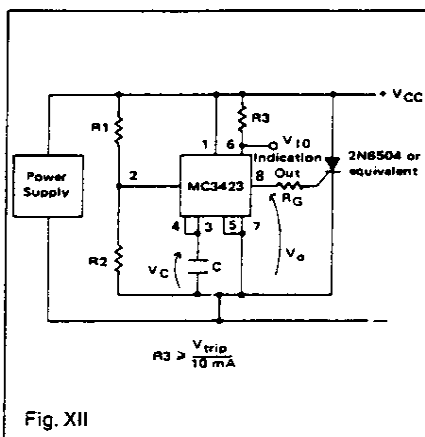 + VCC
R1
R3
1
6
V10
Indication
Out
2N6504 or
equivalent
Power
Supply
2
MC3423
8
RG
4
3
5
7
R2
VC
C
Vo
R3 ⩾ Vtrip
10 mA
Fig. XII